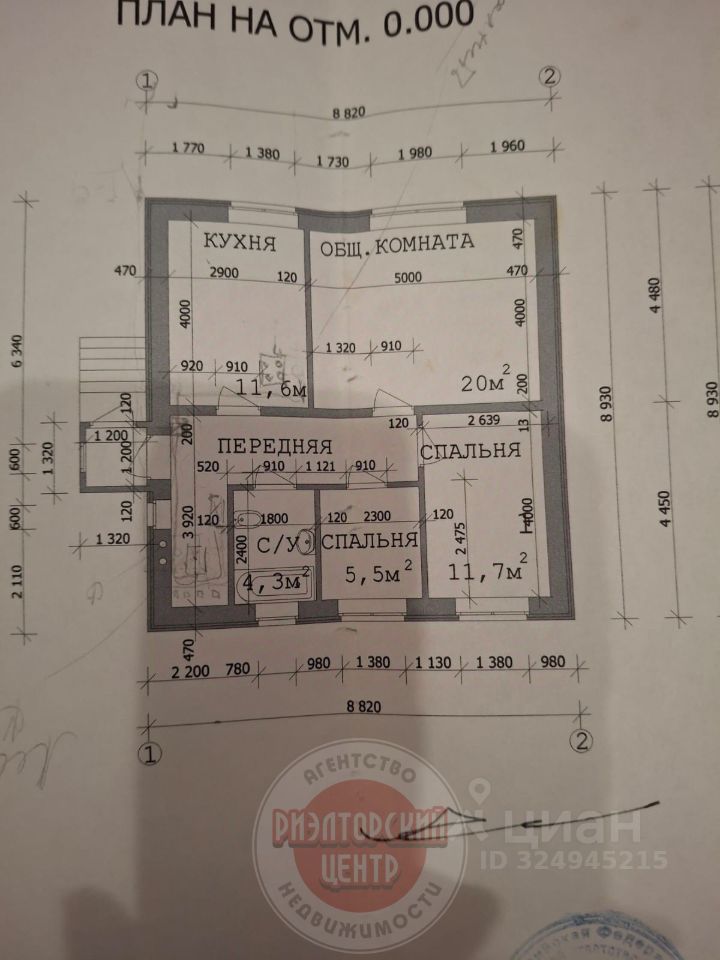 ПЛАН НА ОТМ. 0.000
1
2
8 820
1 770 1 380 1 730 1 980 1 960
КУХНЯ
ОБЩ.КОМНАТА
470
470 2900 120 5000 470
4000
4000
4 480
6 340
8 930
8 930
920 910
1 320 910
11,6м
20м²
200
120
1 200
1 200
1 320
600
200
ПЕРЕДНЯЯ
120
2 639
13
СПАЛЬНЯ
520 910 1 121 910
600
120
120 1800 120 2300 120
3 920
2400
С/У
СПАЛЬНЯ
2 475
4000
4 450
1 320
2 110
4,3м²
5,5м²
11,7м²
470
2 200 780 980 1 380 1 130 1 380 980
8 820
1
2
АГЕНТСТВО
РИЭЛТОРСКИЙ
ЦЕНТР
НЕДВИЖИМОСТИ
циан
ID 324945215